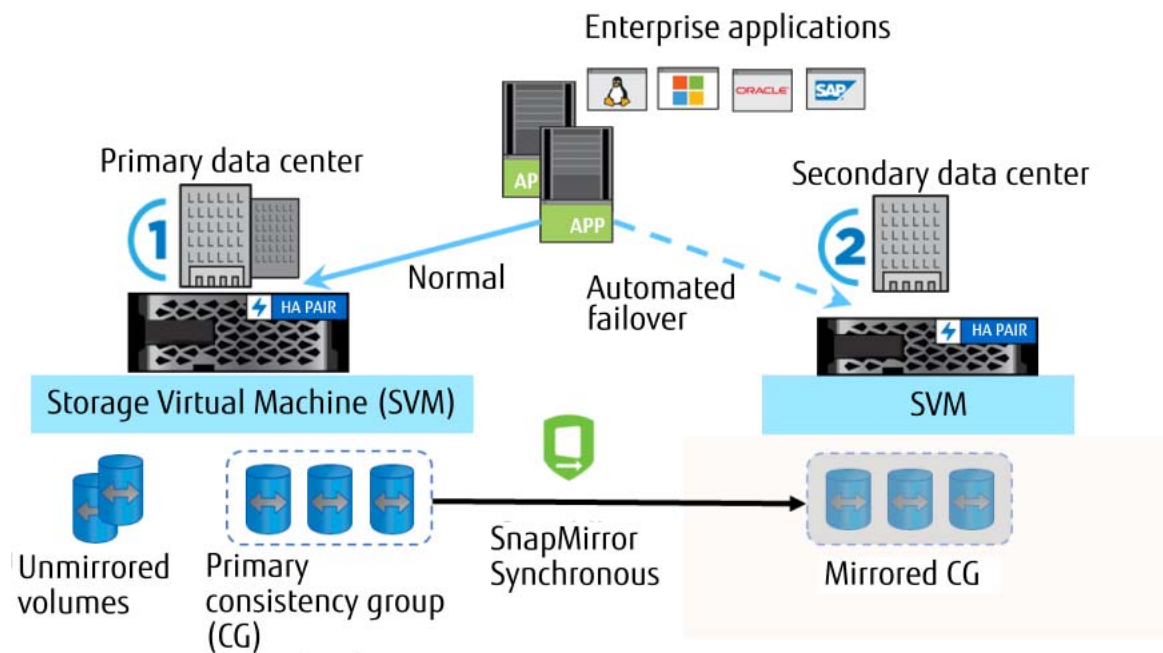 Enterprise applications
ORACLE
SAP
Primary data center
Secondary data center
AP
APP
1
2
Normal
Automated
failover
HA PAIR
HA PAIR
Storage Virtual Machine (SVM)
SVM
Unmirrored
volumes
Primary
consistency group
(CG)
SnapMirror
Synchronous
Mirrored CG